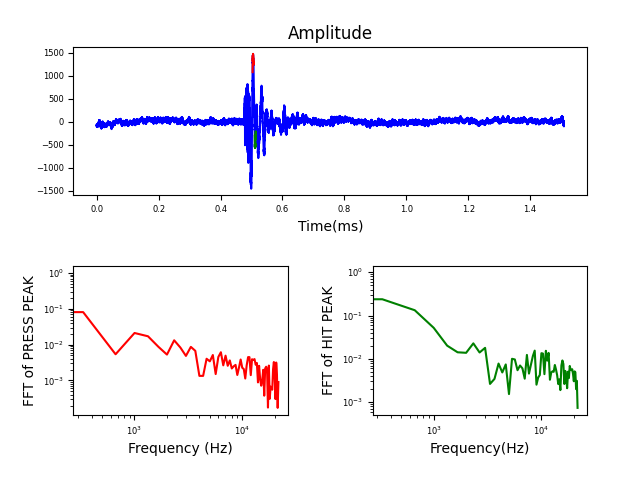 Amplitude
1500
1000
500
0
−500
−1000
−1500
0.0 0.2 0.4 0.6 0.8 1.0 1.2 1.4
Time(ms)
FFT of PRESS PEAK
10⁰
10⁻¹
10⁻²
10⁻³
10³ 10⁴
Frequency (Hz)
FFT of HIT PEAK
10⁰
10⁻¹
10⁻²
10⁻³
10³ 10⁴
Frequency(Hz)